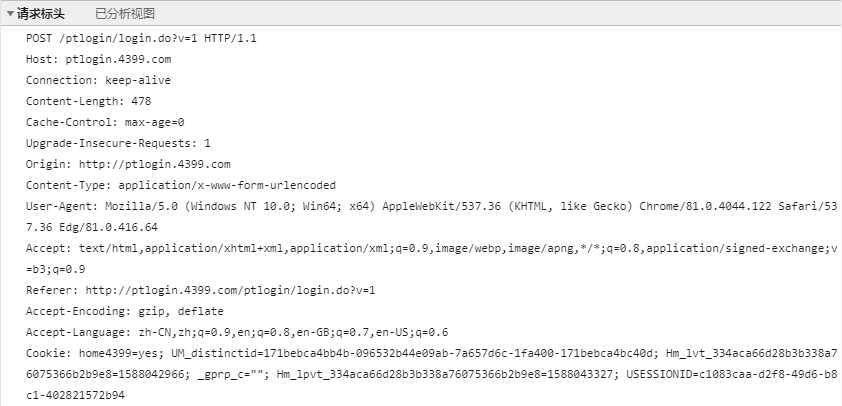 请求标头 已分析视图
POST /ptlogin/login.do?v=1 HTTP/1.1
Host: ptlogin.4399.com
Connection: keep-alive
Content-Length: 478
Cache-Control: max-age=0
Upgrade-Insecure-Requests: 1
Origin: http://ptlogin.4399.com
Content-Type: application/x-www-form-urlencoded
User-Agent: Mozilla/5.0 (Windows NT 10.0; Win64; x64) AppleWebKit/537.36 (KHTML, like Gecko) Chrome/81.0.4044.122 Safari/53
7.36 Edg/81.0.416.64
Accept: text/html,application/xhtml+xml,application/xml;q=0.9,image/webp,image/apng,*/*;q=0.8,application/signed-exchange;v
=b3;q=0.9
Referer: http://ptlogin.4399.com/ptlogin/login.do?v=1
Accept-Encoding: gzip, deflate
Accept-Language: zh-CN,zh;q=0.9,en;q=0.8,en-GB;q=0.7,en-US;q=0.6
Cookie: home4399=yes; UM_distinctid=171bebca4bb4b-096532b44e09ab-7a657d6c-1fa400-171bebca4bc40d; Hm_lvt_334aca66d28b3b338a7
6075366b2b9e8=1588042966; _gprp_c=""; Hm_lpvt_334aca66d28b3b338a76075366b2b9e8=1588043327; USESSIONID=c1083caa-d2f8-49d6-b8
c1-402821572b94